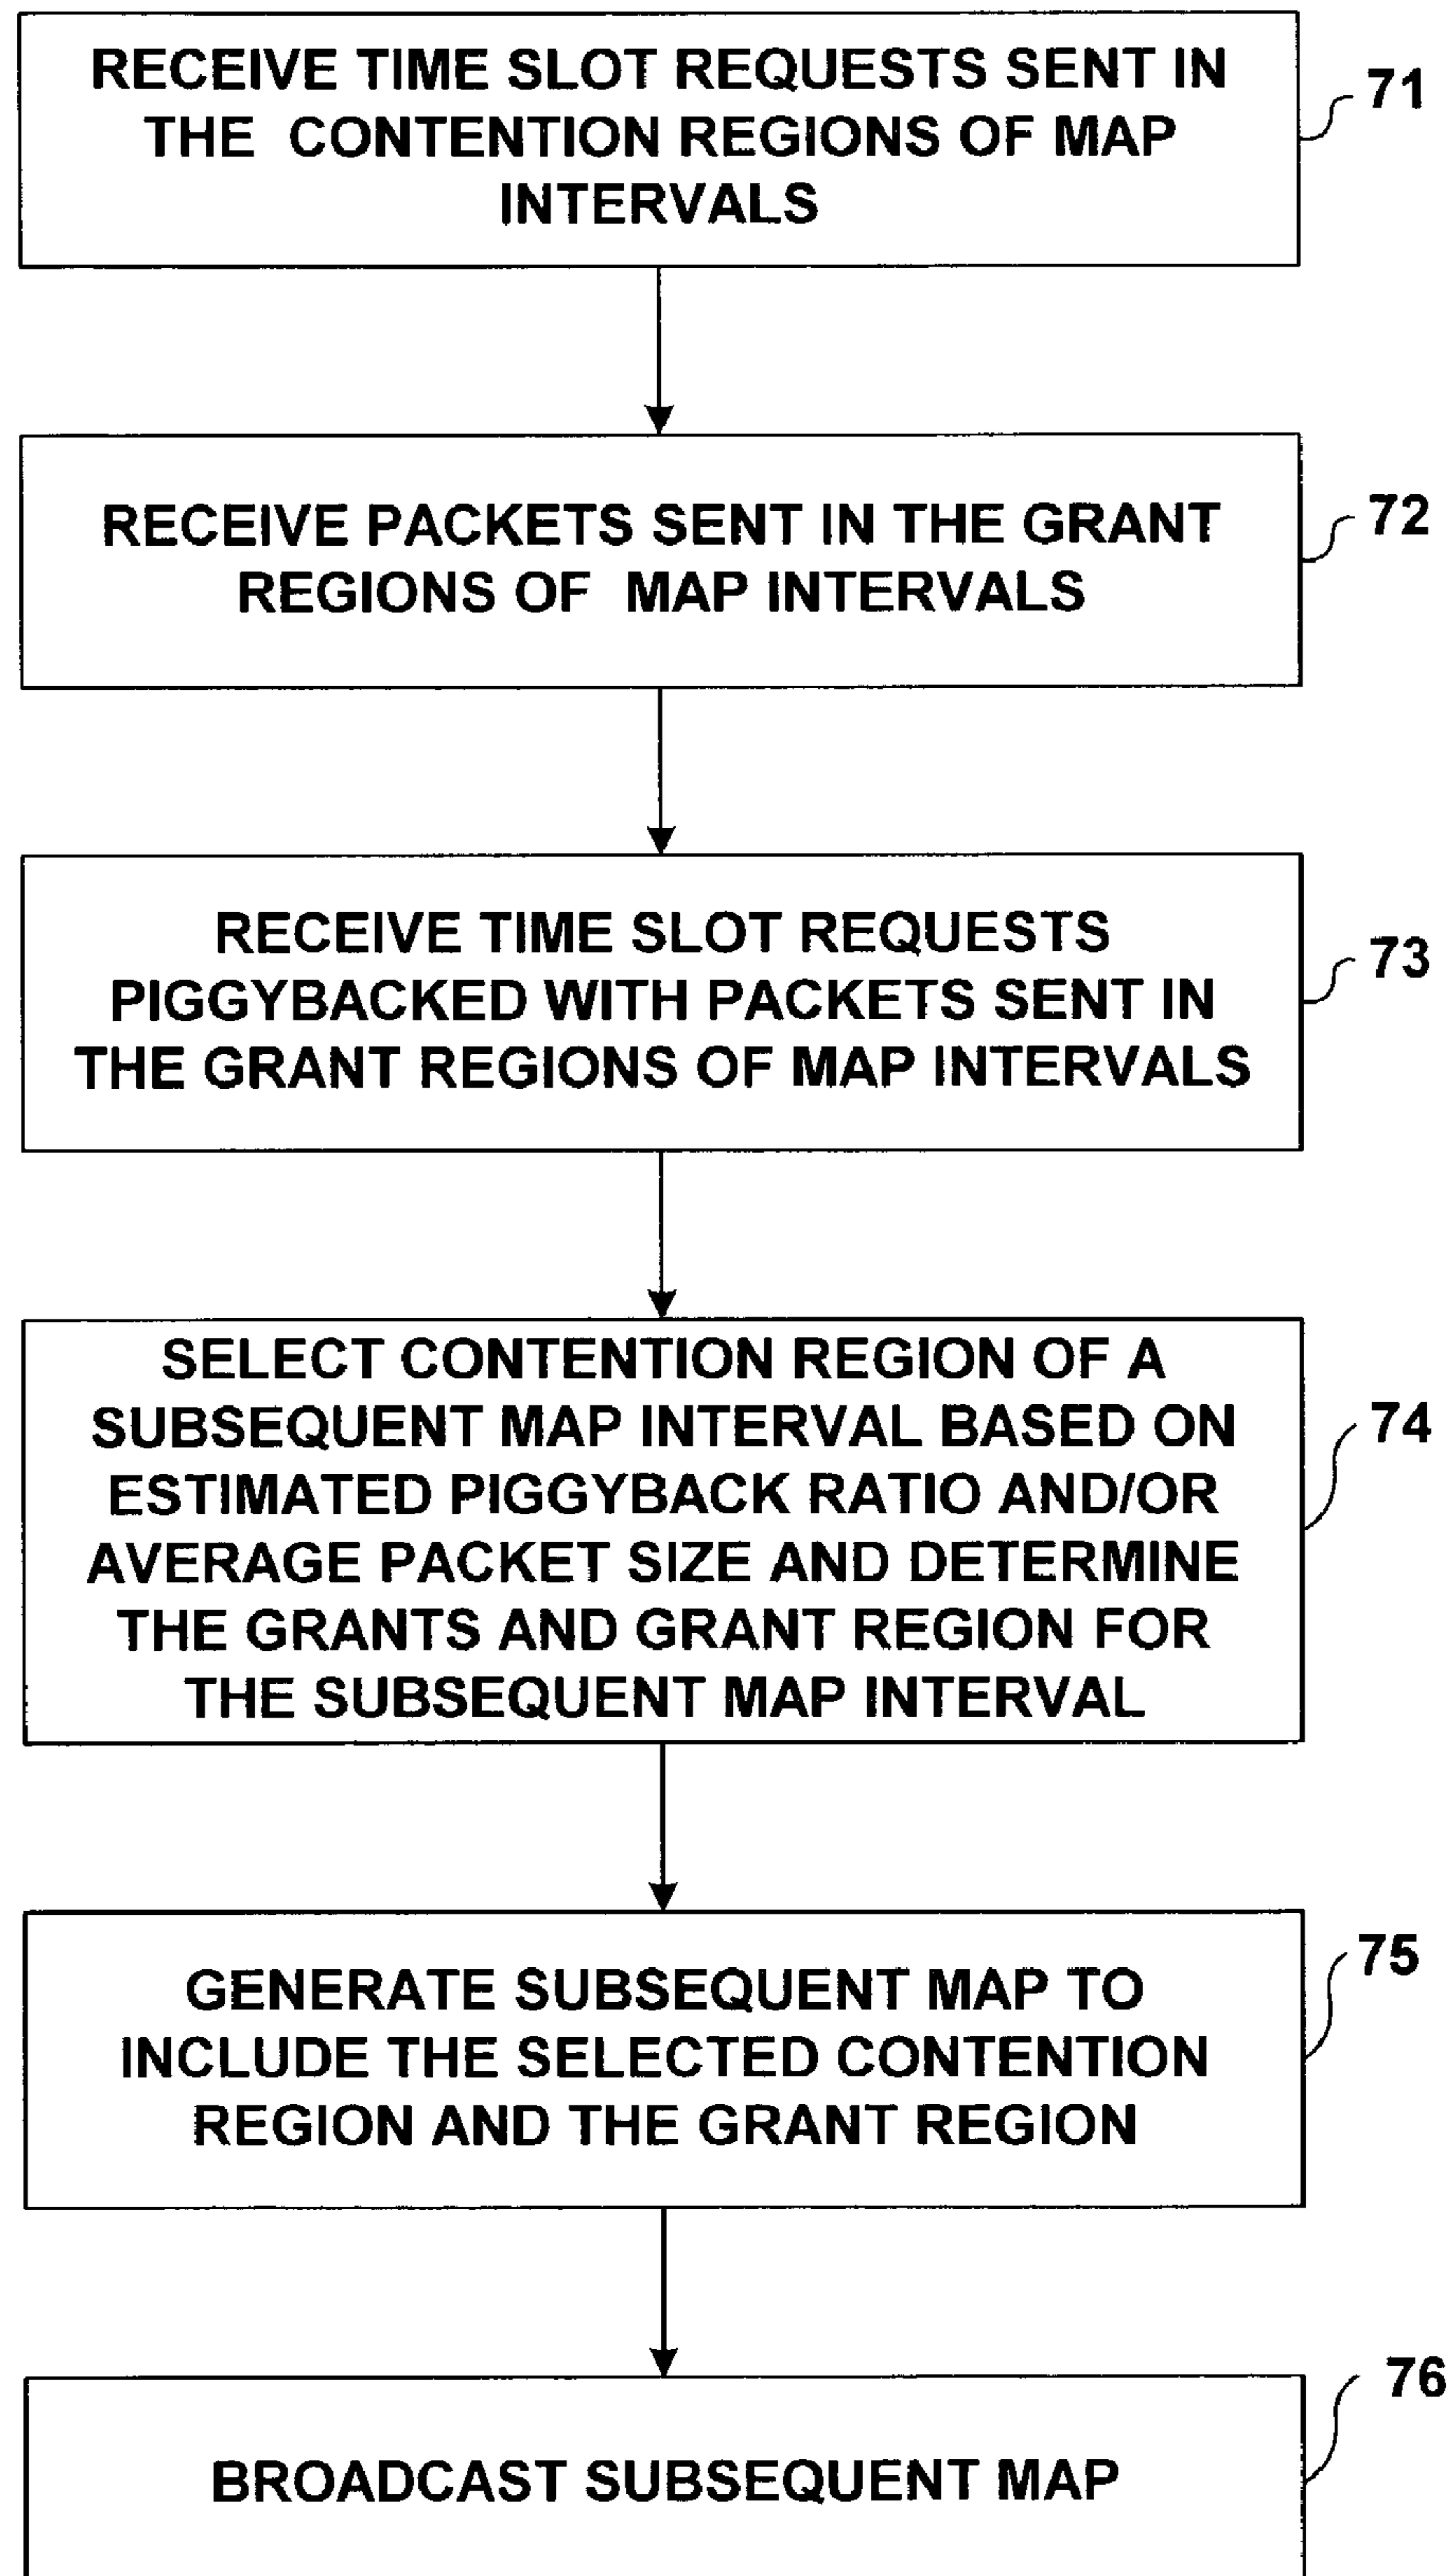 RECEIVE TIME SLOT REQUESTS SENT IN
THE CONTENTION REGIONS OF MAP
INTERVALS
71
RECEIVE PACKETS SENT IN THE GRANT
REGIONS OF MAP INTERVALS
72
RECEIVE TIME SLOT REQUESTS
PIGGYBACKED WITH PACKETS SENT IN
THE GRANT REGIONS OF MAP INTERVALS
73
SELECT CONTENTION REGION OF A
SUBSEQUENT MAP INTERVAL BASED ON
ESTIMATED PIGGYBACK RATIO AND/OR
AVERAGE PACKET SIZE AND DETERMINE
THE GRANTS AND GRANT REGION FOR
THE SUBSEQUENT MAP INTERVAL
74
GENERATE SUBSEQUENT MAP TO
INCLUDE THE SELECTED CONTENTION
REGION AND THE GRANT REGION
75
BROADCAST SUBSEQUENT MAP
76